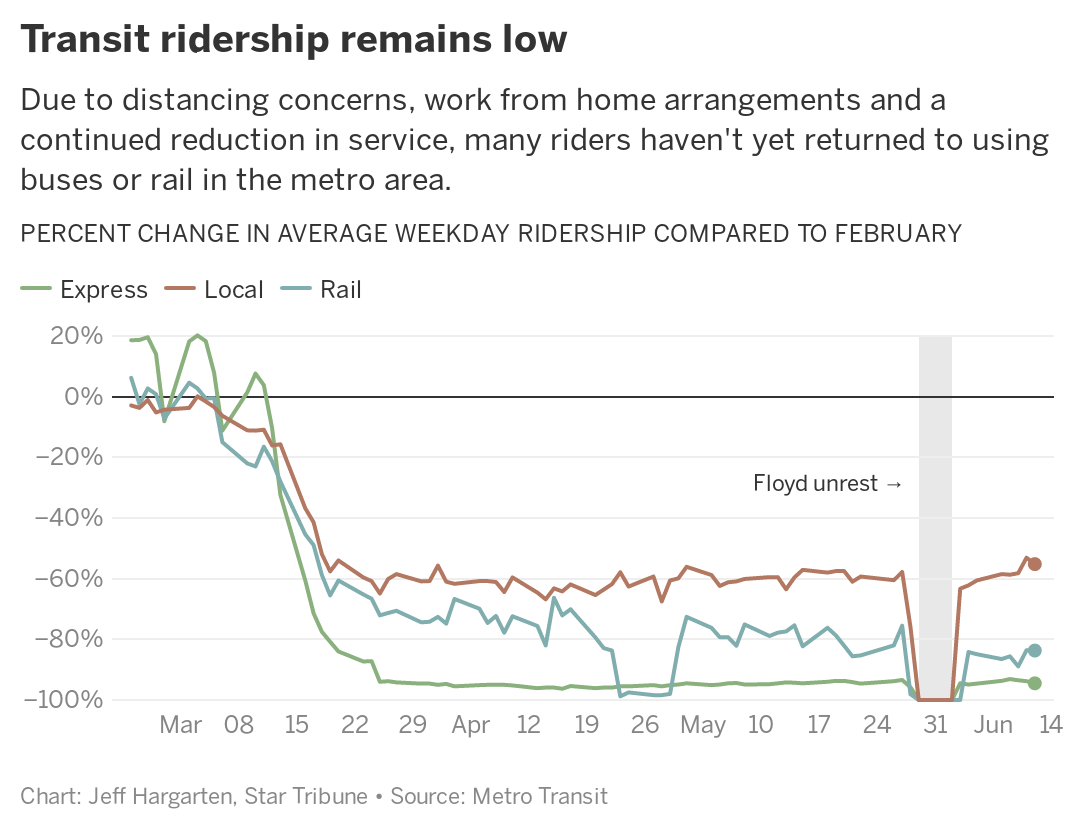 Transit ridership remains low
Due to distancing concerns, work from home arrangements and a
continued reduction in service, many riders haven't yet returned to using
buses or rail in the metro area.
PERCENT CHANGE IN AVERAGE WEEKDAY RIDERSHIP COMPARED TO FEBRUARY
Express Local Rail
20%
0%
−20%
Floyd unrest →
−40%
−60%
−80%
−100%
Mar 08 15 22 29 Apr 12 19 26 May 10 17 24 31 Jun 14
Chart: Jeff Hargarten, Star Tribune • Source: Metro Transit